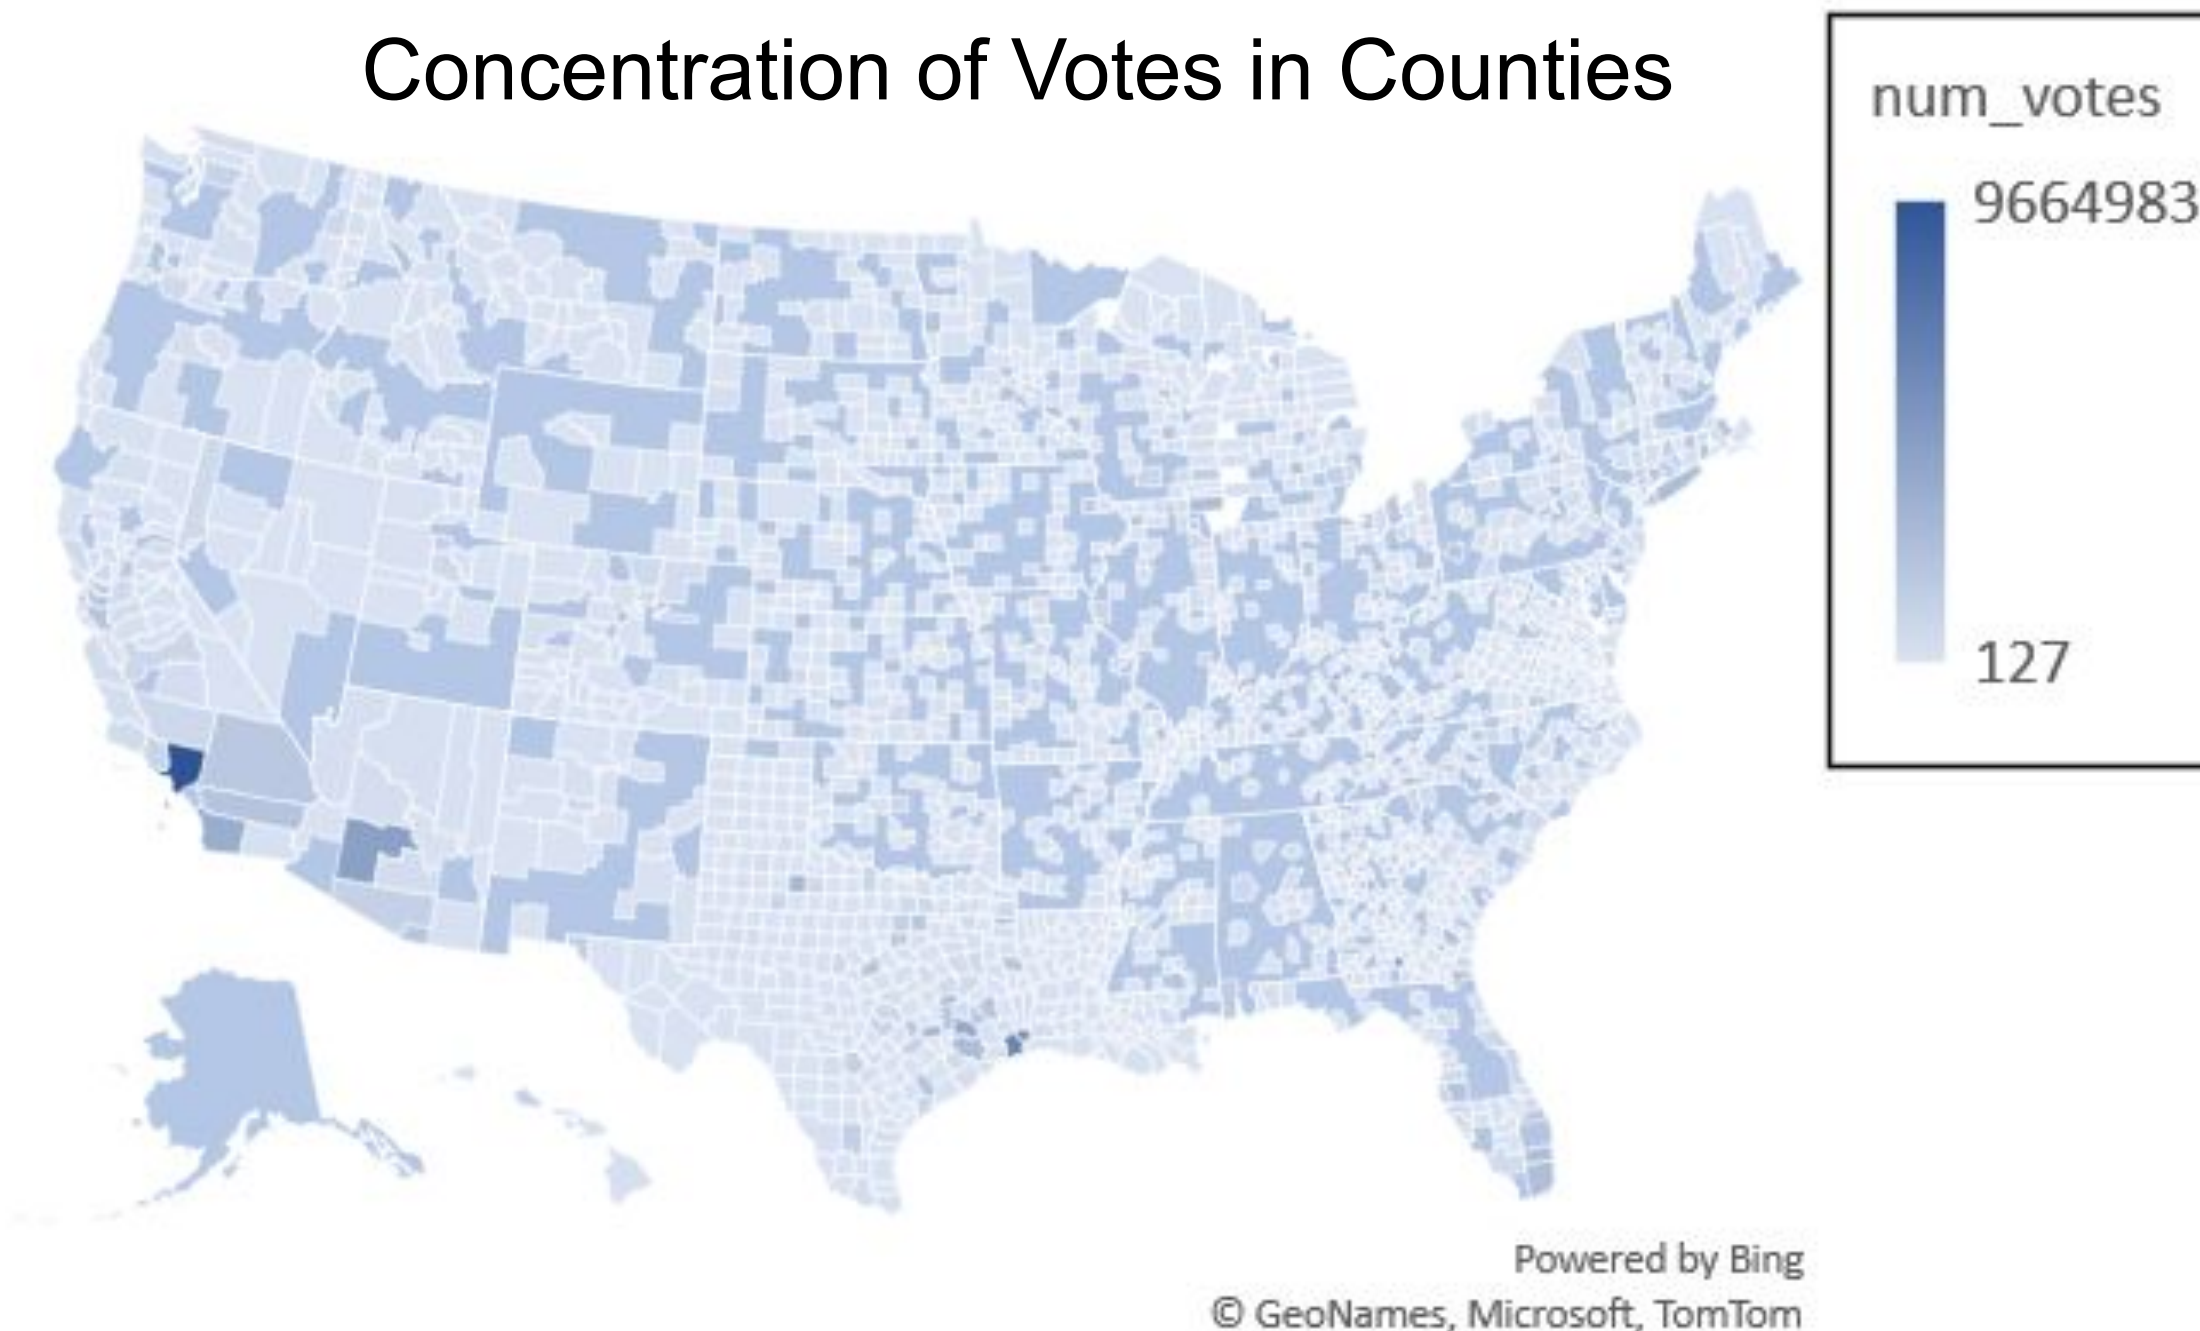 Concentration of Votes in Counties
num_votes
9664983
127
Powered by Bing
© GeoNames, Microsoft, TomTom